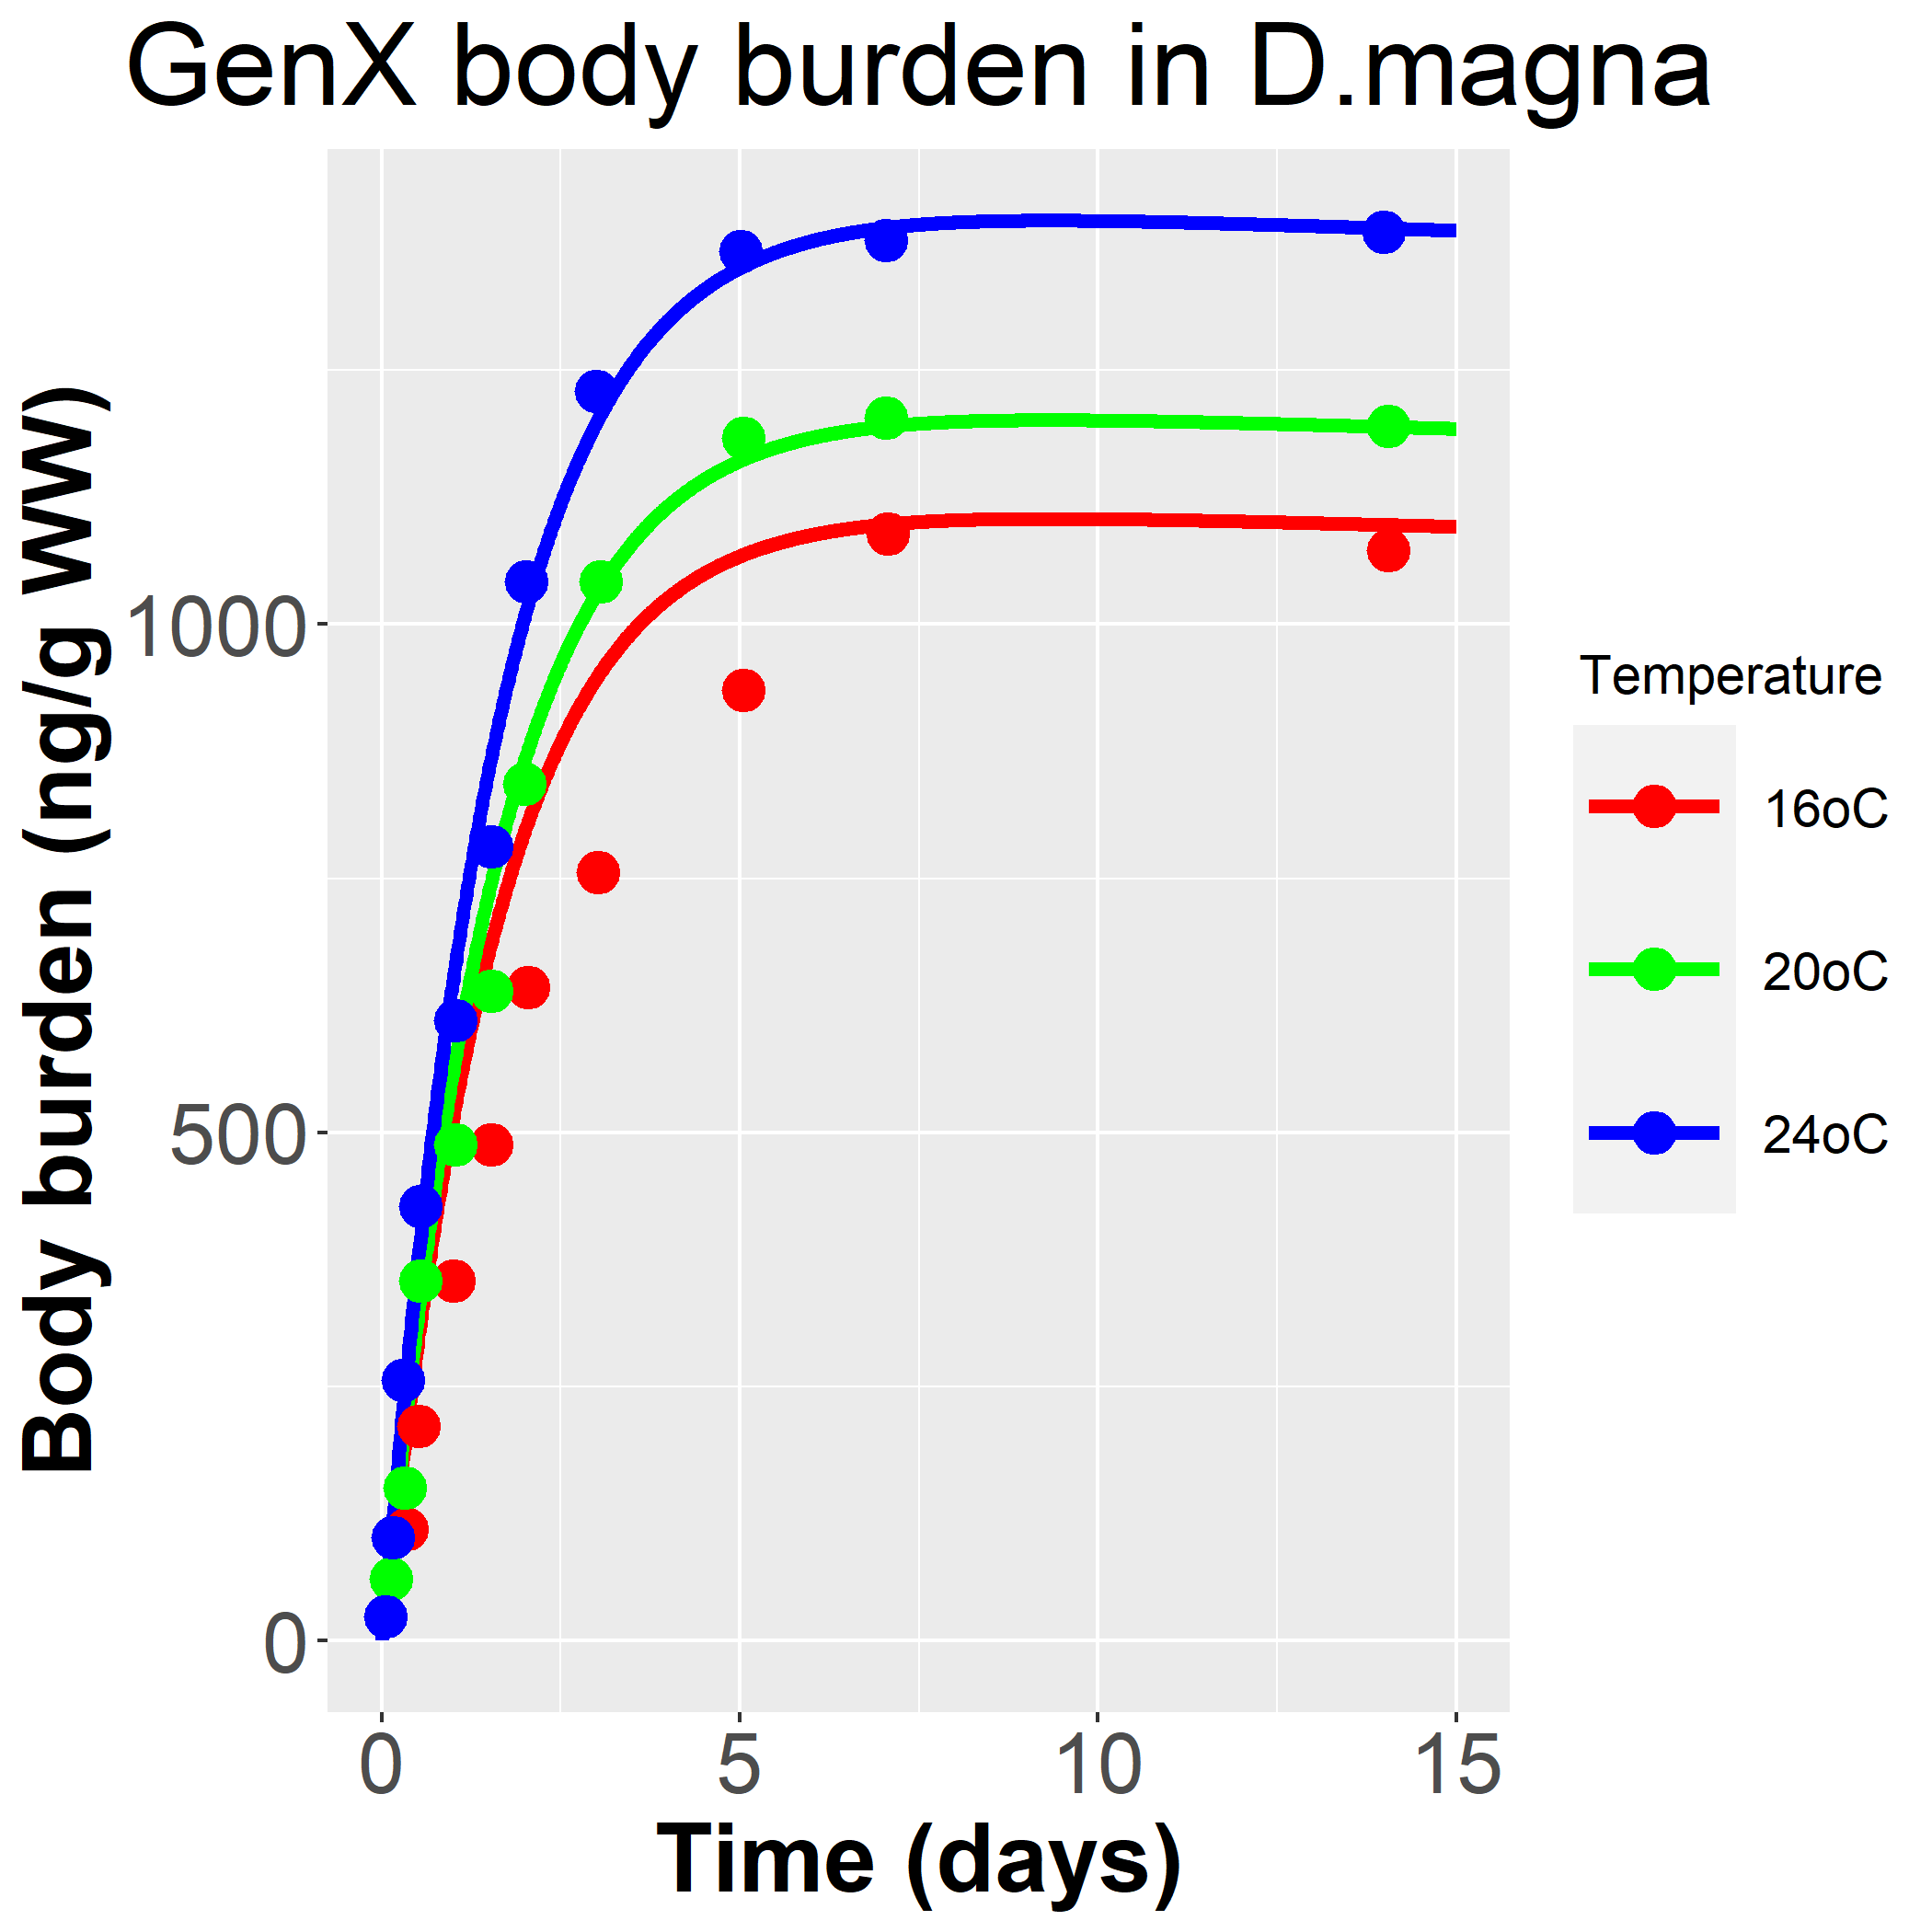 GenX body burden in D.magna
Body burden (ng/g WW)
1000
500
0
0 5 10 15
Time (days)
Temperature
16oC
20oC
24oC